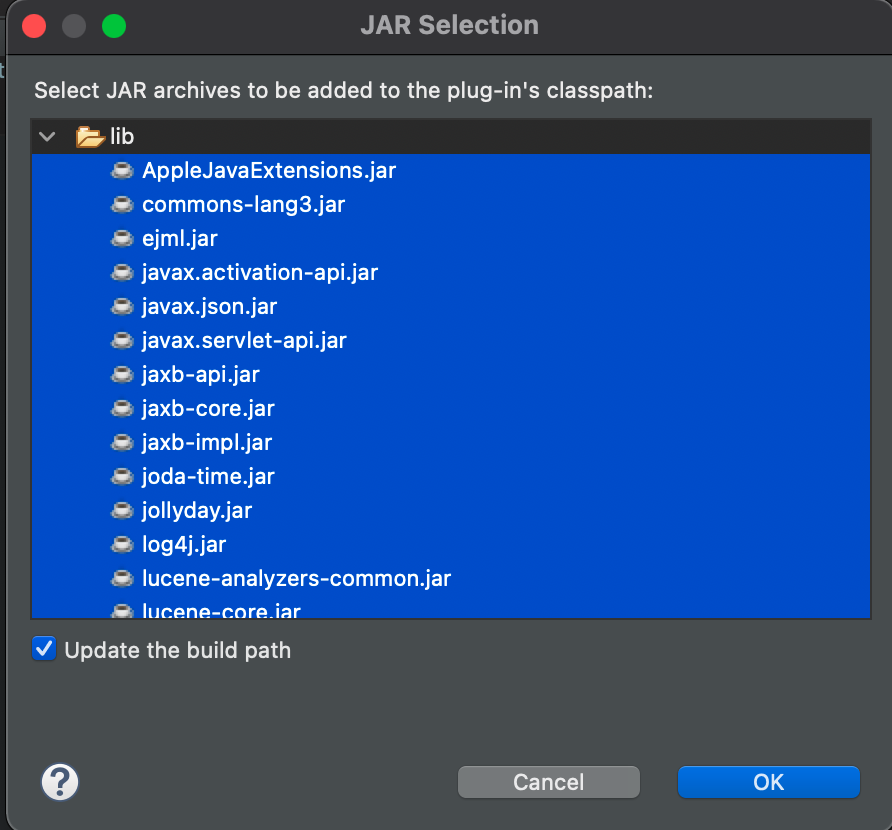 JAR Selection
Select JAR archives to be added to the plug-in's classpath:
lib
AppleJavaExtensions.jar
commons-lang3.jar
ejml.jar
javax.activation-api.jar
javax.json.jar
javax.servlet-api.jar
jaxb-api.jar
jaxb-core.jar
jaxb-impl.jar
joda-time.jar
jollyday.jar
log4j.jar
lucene-analyzers-common.jar
lucene-core.jar
Update the build path
?
Cancel
OK